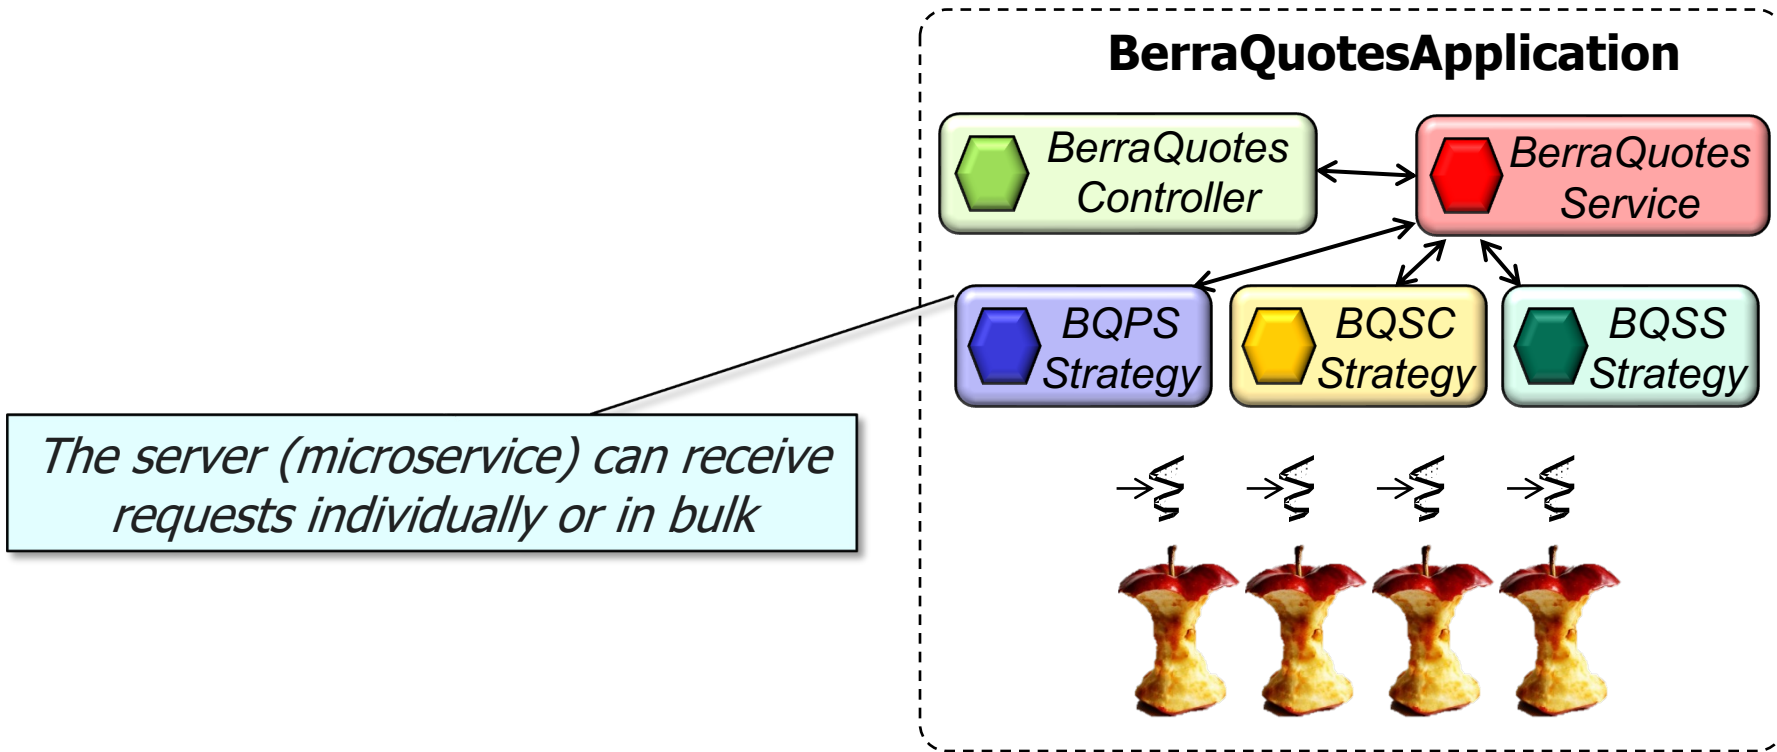 BerraQuotesApplication
BerraQuotes
Controller
BerraQuotes
Service
BQPS
Strategy
BQSC
Strategy
BQSS
Strategy
The server (microservice) can receive
requests individually or in bulk